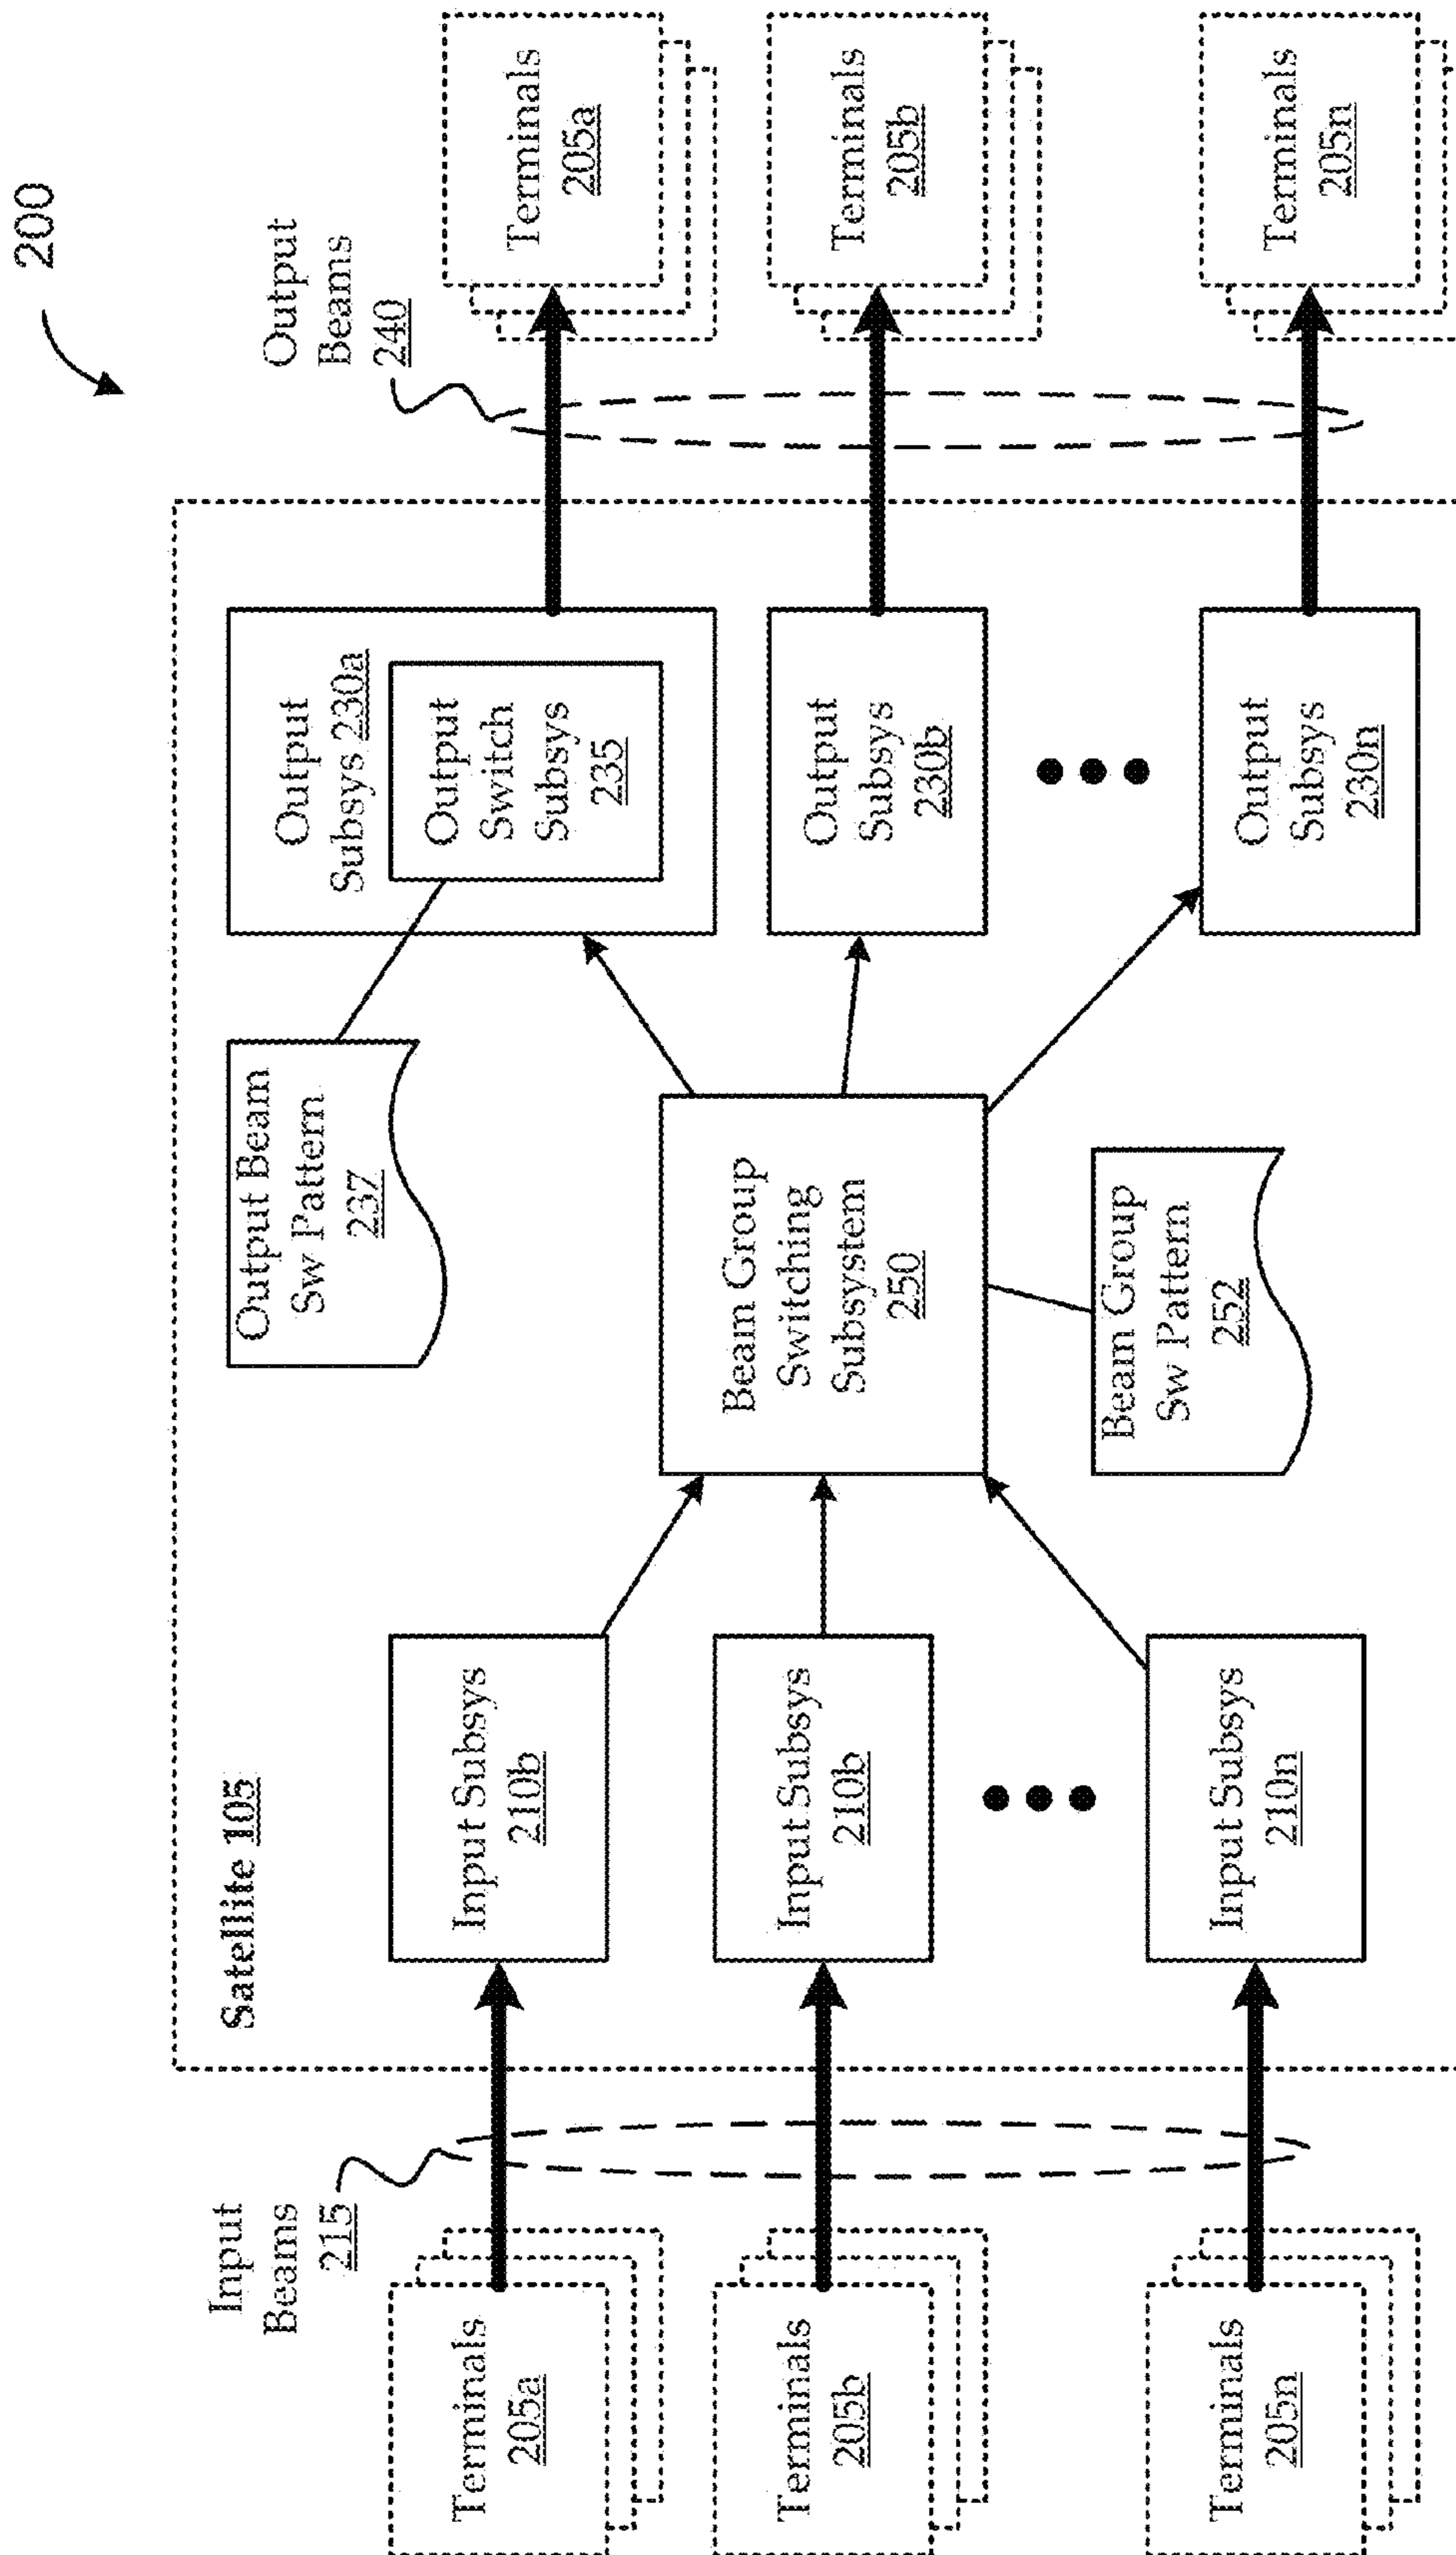 200
Input
Beams
215
Output
Beams
240
Satellite 105
Terminals
205a
Terminals
205b
Terminals
205n
Input Subsys
210b
Input Subsys
210b
Input Subsys
210n
Beam Group
Switching
Subsystem
250
Output Beam
Sw Pattern
237
Beam Group
Sw Pattern
252
Output
Subsys 230a
Output
Switch
Subsys
235
Output
Subsys
230b
Output
Subsys
230n
Terminals
205a
Terminals
205b
Terminals
205n